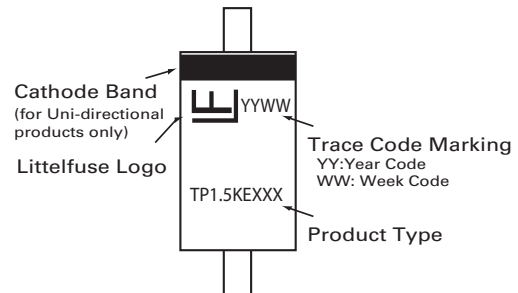 Cathode Band
(for Uni-directional
products only)
Littelfuse Logo
YYWW
Trace Code Marking
YY:Year Code
WW: Week Code
TP1.5KEXXX
Product Type